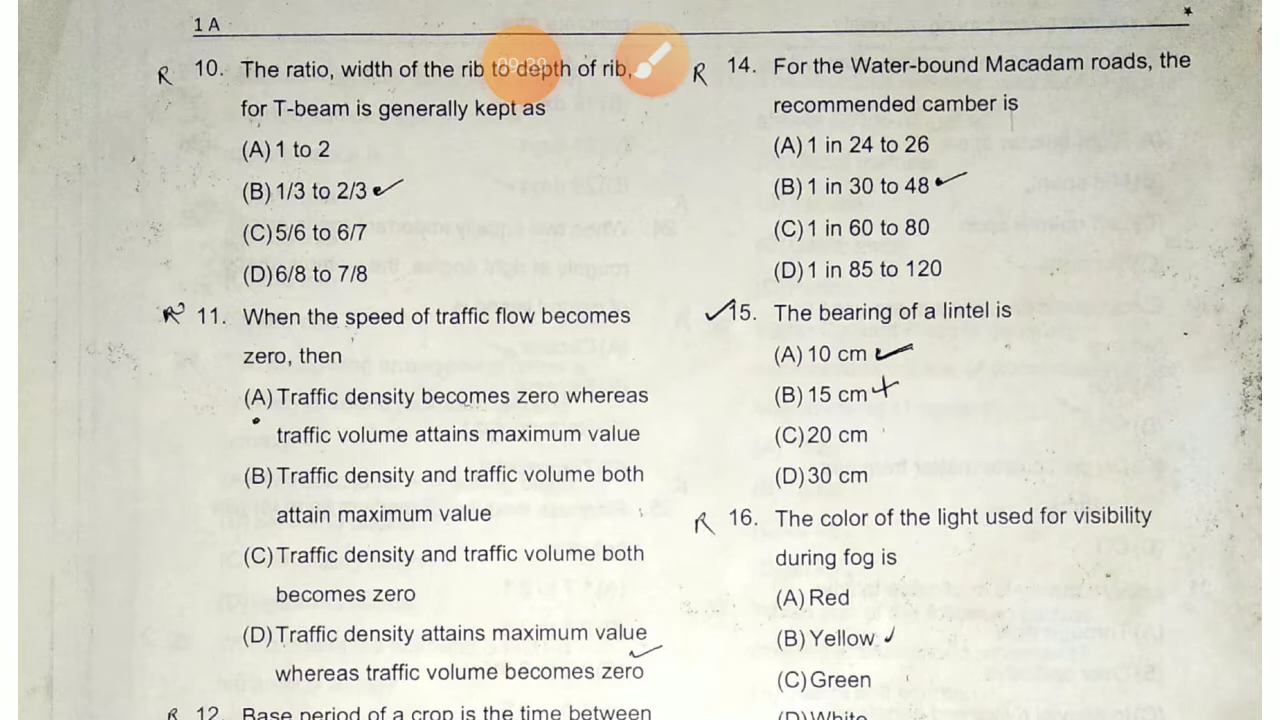 1 A
10. The ratio, width of the rib to depth of rib,
for T-beam is generally kept as
(A) 1 to 2
(B) 1/3 to 2/3
(C) 5/6 to 6/7
(D) 6/8 to 7/8
R 11. When the speed of traffic flow becomes
zero, then
(A) Traffic density becomes zero whereas
traffic volume attains maximum value
(B) Traffic density and traffic volume both
attain maximum value
(C) Traffic density and traffic volume both
becomes zero
(D) Traffic density attains maximum value
whereas traffic volume becomes zero
R 12. Base period of a crop is the time between
R 14. For the Water-bound Macadam roads, the
recommended camber is
(A) 1 in 24 to 26
(B) 1 in 30 to 48
(C) 1 in 60 to 80
(D) 1 in 85 to 120
15. The bearing of a lintel is
(A) 10 cm
(B) 15 cm
(C) 20 cm
(D) 30 cm
R 16. The color of the light used for visibility
during fog is
(A) Red
(B) Yellow
(C) Green
(D) White